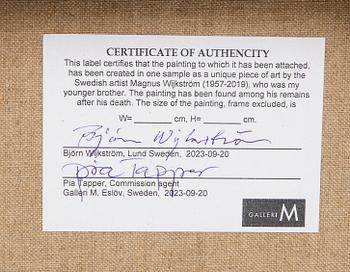 CERTIFICATE OF AUTHENCITY
This label certifies that the painting to which it has been attached,
has been created in one sample as a unique piece of art by the
Swedish artist Magnus Wijkström (1957-2019), who was my
younger brother. The painting has been found among his remains
after his death. The size of the painting, frame excluded, is
W= ________ cm, H= ________ cm.
Björn Wijkström
Björn Wijkström, Lund Sweden, 2023-09-20
Pia Tapper
Pia Tapper, Commission agent
Galleri M, Eslöv, Sweden, 2023-09-20
GALLERI M